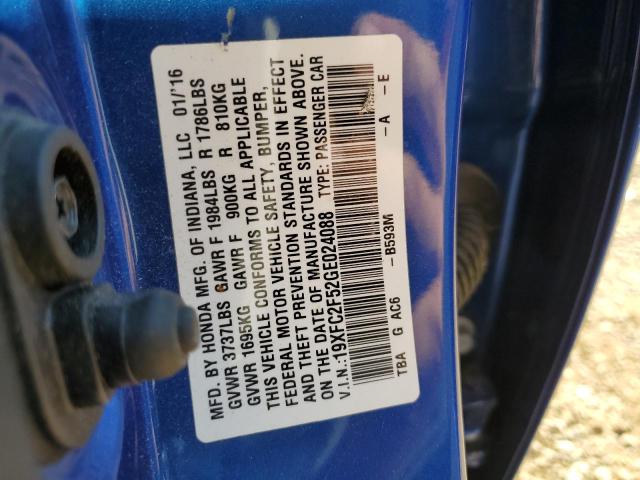 MFD. BY HONDA MFG. OF INDIANA, LLC 01/'16
GVWR 3737LBS GAWR F 1984LBS R 1786LBS
GVWR 1695KG GAWR F 900KG R 810KG
THIS VEHICLE CONFORMS TO ALL APPLICABLE
FEDERAL MOTOR VEHICLE SAFETY, BUMPER,
AND THEFT PREVENTION STANDARDS IN EFFECT
ON THE DATE OF MANUFACTURE SHOWN ABOVE.
V.I.N.:19XFC2F52GE024088 TYPE: PASSENGER CAR
TBA G AC6 - B593M - A - E